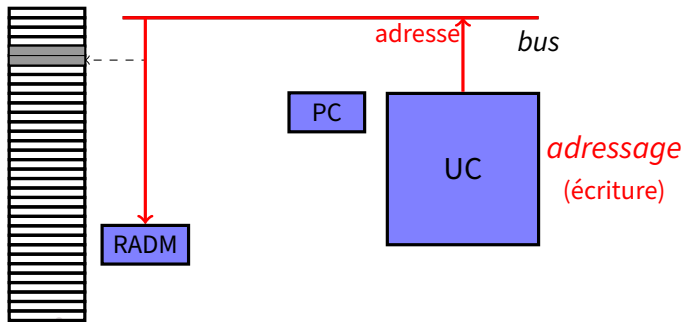 adresse
bus
PC
UC
adressage
(écriture)
RADM